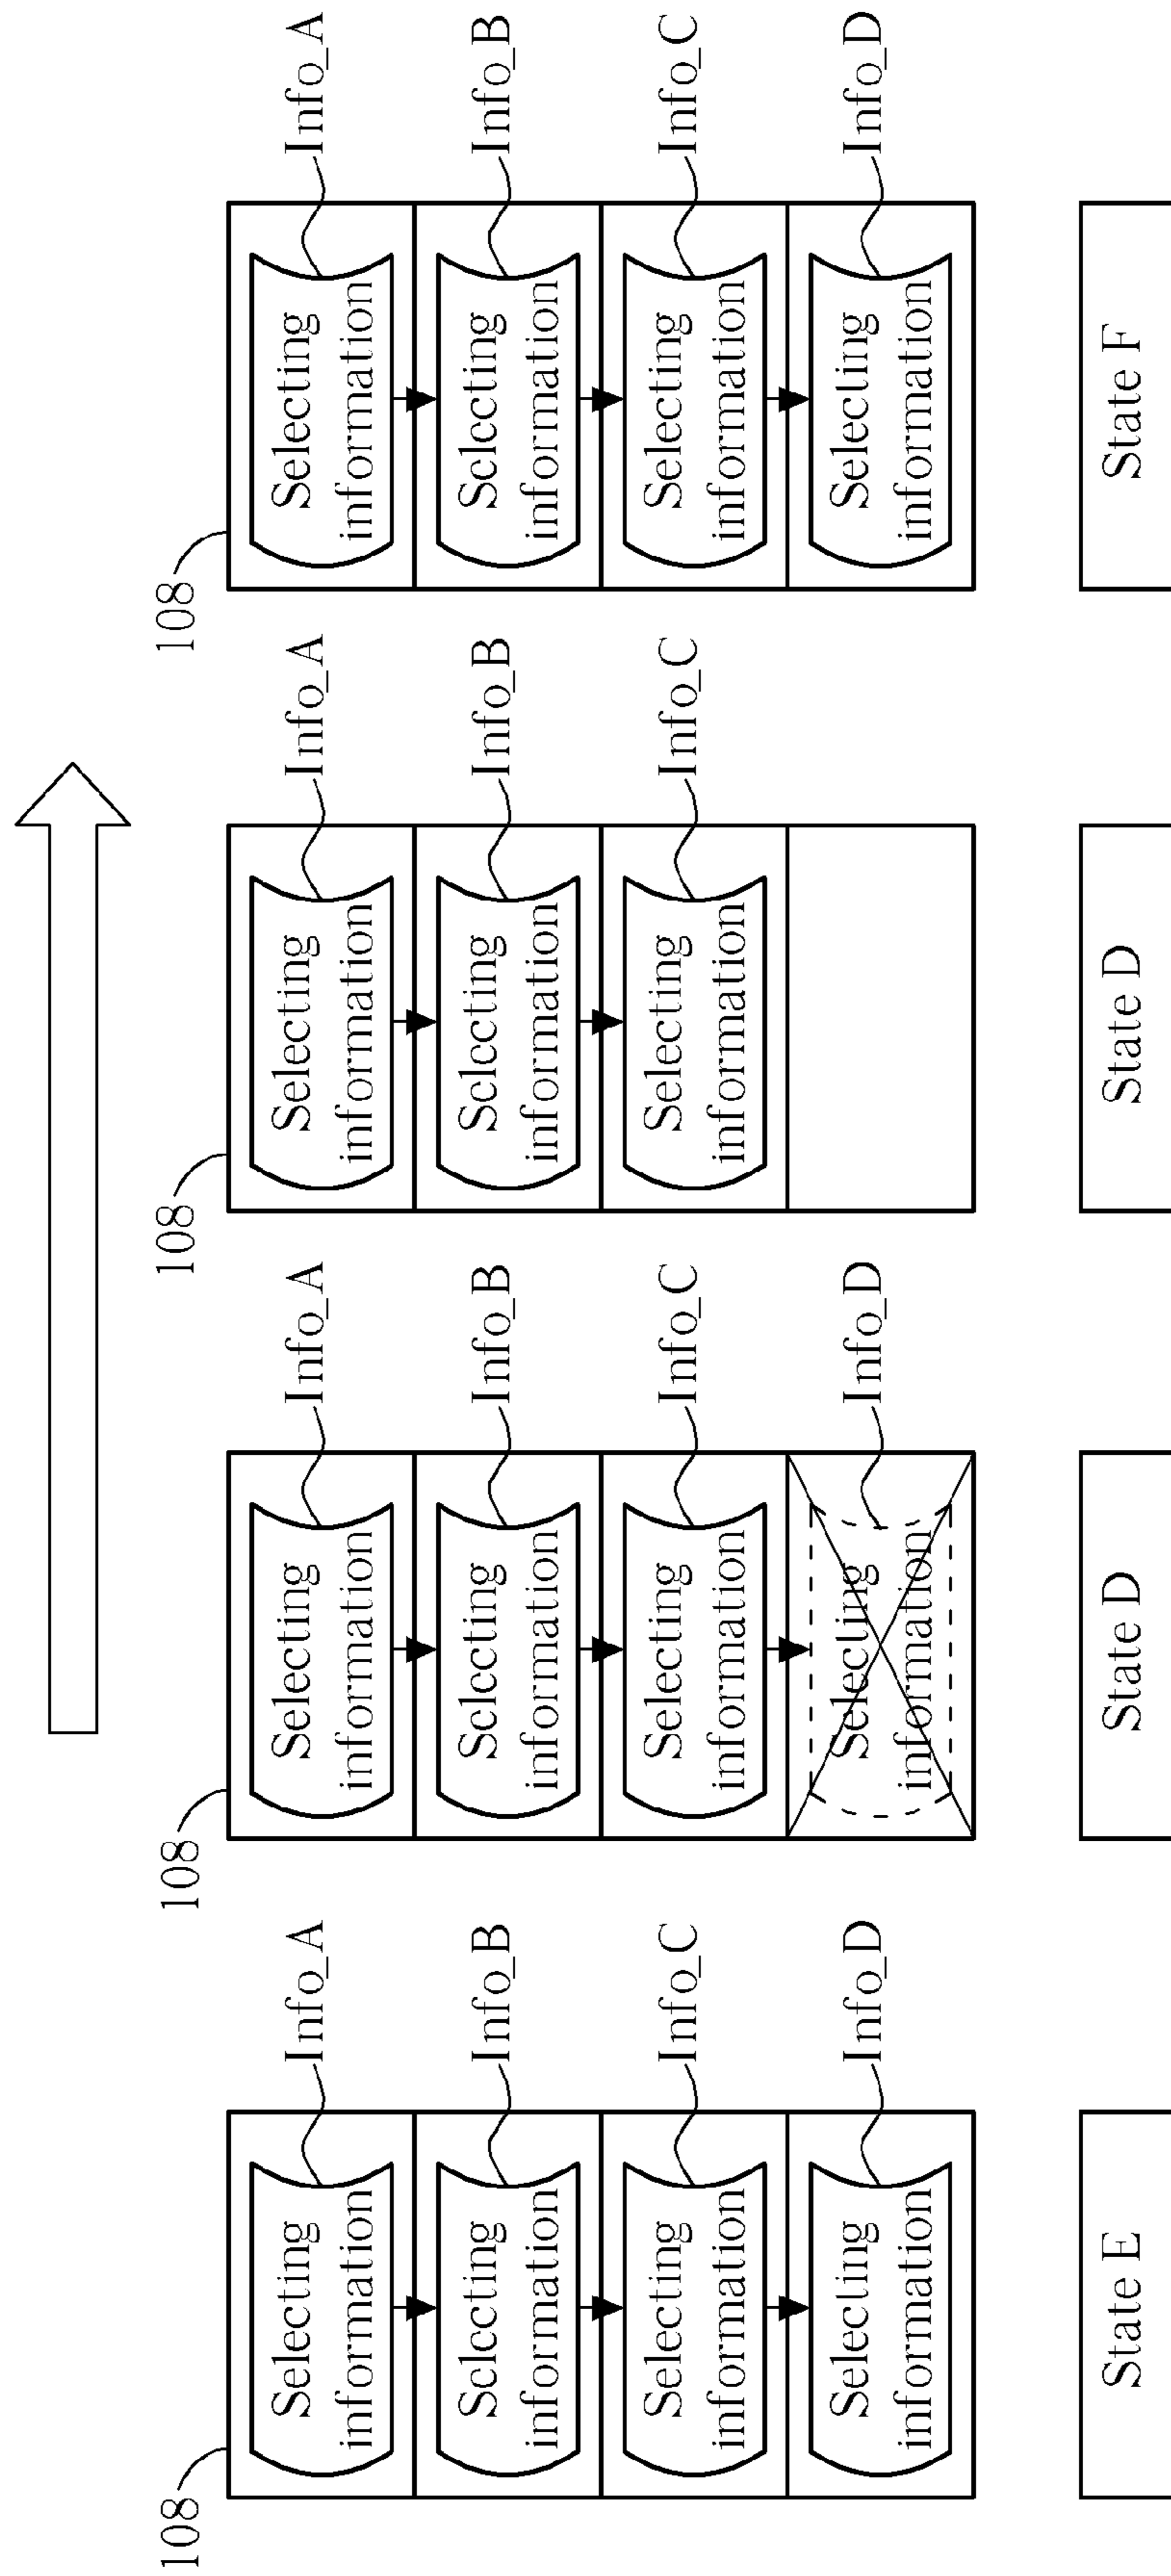 108
Selecting
information
Info_A
Selecting
information
Info_B
Selecting
information
Info_C
Selecting
information
Info_D
State E
108
Selecting
information
Info_A
Selecting
information
Info_B
Selecting
information
Info_C
Selecting
information
Info_D
State D
108
Selecting
information
Info_A
Selecting
information
Info_B
Selecting
information
Info_C
State D
108
Selecting
information
Info_A
Selecting
information
Info_B
Selecting
information
Info_C
Selecting
information
Info_D
State F